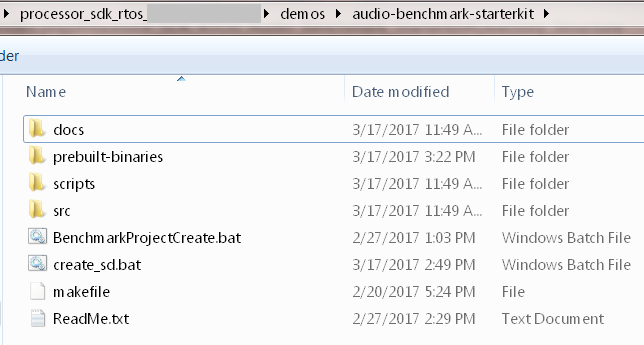 processor_sdk_rtos_ demos audio-benchmark-starterkit
der
Name Date modified Type
docs 3/17/2017 11:49 A... File folder
prebuilt-binaries 3/17/2017 3:22 PM File folder
scripts 3/17/2017 11:49 A... File folder
src 3/17/2017 11:49 A... File folder
BenchmarkProjectCreate.bat 2/27/2017 1:03 PM Windows Batch File
create_sd.bat 3/17/2017 2:49 PM Windows Batch File
makefile 2/20/2017 5:24 PM File
ReadMe.txt 2/27/2017 2:29 PM Text Document